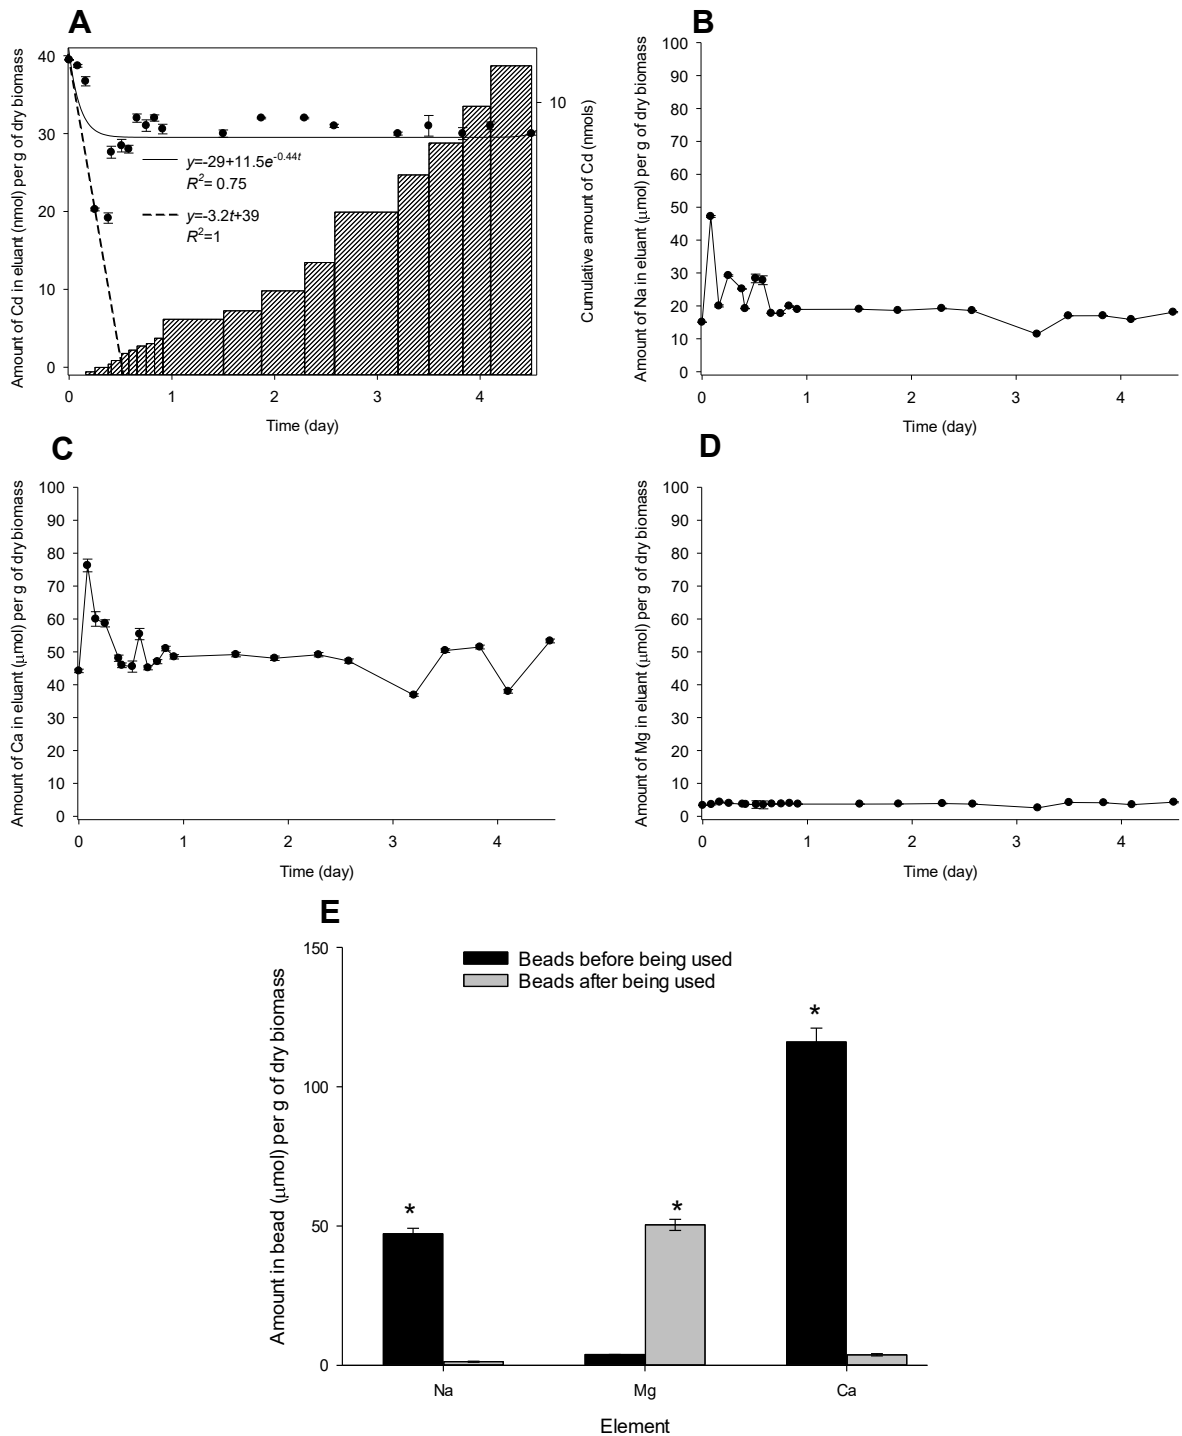 A
Amount of Cd in eluant (nmol) per g of dry biomass
40
30
20
10
0
y=-29+11.5e^-0.44t
R²= 0.75
y=-3.2t+39
R²=1
10
Cumulative amount of Cd (nmols)
0 1 2 3 4
Time (day)
B
Amount of Na in eluant (μmol) per g of dry biomass
100
90
80
70
60
50
40
30
20
10
0
0 1 2 3 4
Time (day)
C
Amount of Ca in eluant (μmol) per g of dry biomass
100
90
80
70
60
50
40
30
20
10
0
0 1 2 3 4
Time (day)
D
Amount of Mg in eluant (μmol) per g of dry biomass
100
90
80
70
60
50
40
30
20
10
0
0 1 2 3 4
Time (day)
E
Amount in bead (μmol) per g of dry biomass
150
100
50
0
Beads before being used
Beads after being used
*
*
*
Na Mg Ca
Element